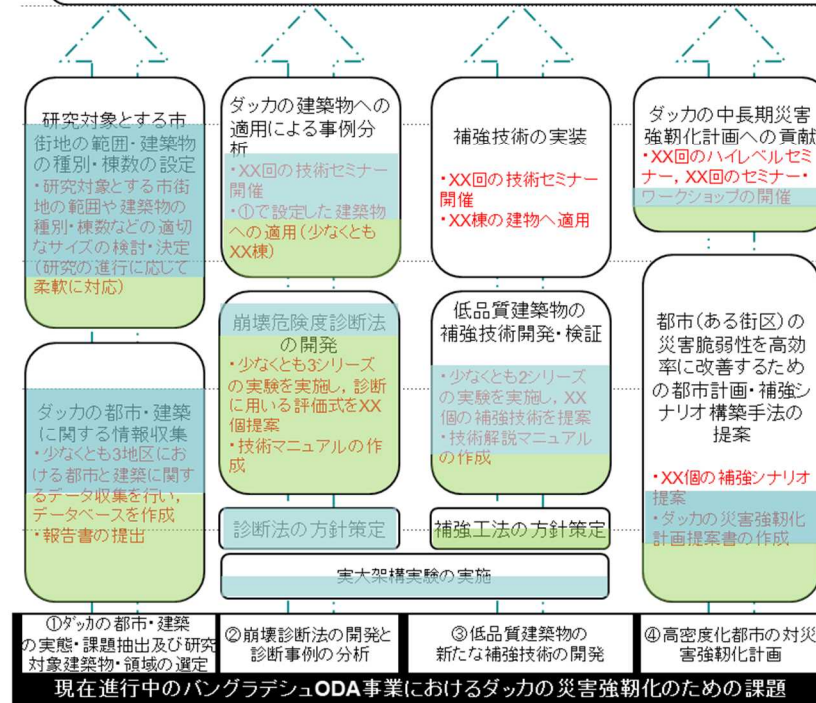 研究対象とする市
街地の範囲・建築物
の種別・棟数の設定
・研究対象とする市街
地の範囲や建築物の
種別・棟数などの適切
なサイズの検討・決定
(研究の進行に応じて
柔軟に対応)
ダッカの建築物への
適用による事例分
析
・XX回の技術セミナー
開催
・①で設定した建築物
への適用(少なくとも
XX棟)
補強技術の実装
・XX回の技術セミナー
開催
・XX棟の建物へ適用
ダッカの中長期災害
強靭化計画への貢献
・XX回のハイレベルセミ
ナー，XX回のセミナー・
ワークショップの開催
ダッカの都市・建築
に関する情報収集
・少なくとも3地区にお
ける都市と建築に関す
るデータ収集を行い，
データベースを作成
・報告書の提出
崩壊危険度診断法
の開発
・少なくとも3シリーズ
の実験を実施し，診断
に用いる評価式をXX
個提案
・技術マニュアルの作
成
低品質建築物の
補強技術開発・検証
・少なくとも2シリーズ
の実験を実施し，XX
個の補強技術を提案
・技術解説マニュアル
の作成
都市(ある街区)の
災害脆弱性を高効
率に改善するため
の都市計画・補強シ
ナリオ構築手法の
提案
・XX個の補強シナリオ
提案
・ダッカの災害強靭化
計画提案書の作成
診断法の方針策定
補強工法の方針策定
実大架構実験の実施
①ダッカの都市・建築
の実態・課題抽出及び研究
対象建築物・領域の選定
②崩壊診断法の開発と
診断事例の分析
③低品質建築物の
新たな補強技術の開発
④高密度化都市の対災
害強靭化計画
現在進行中のバングラデシュODA事業におけるダッカの災害強靭化のための課題